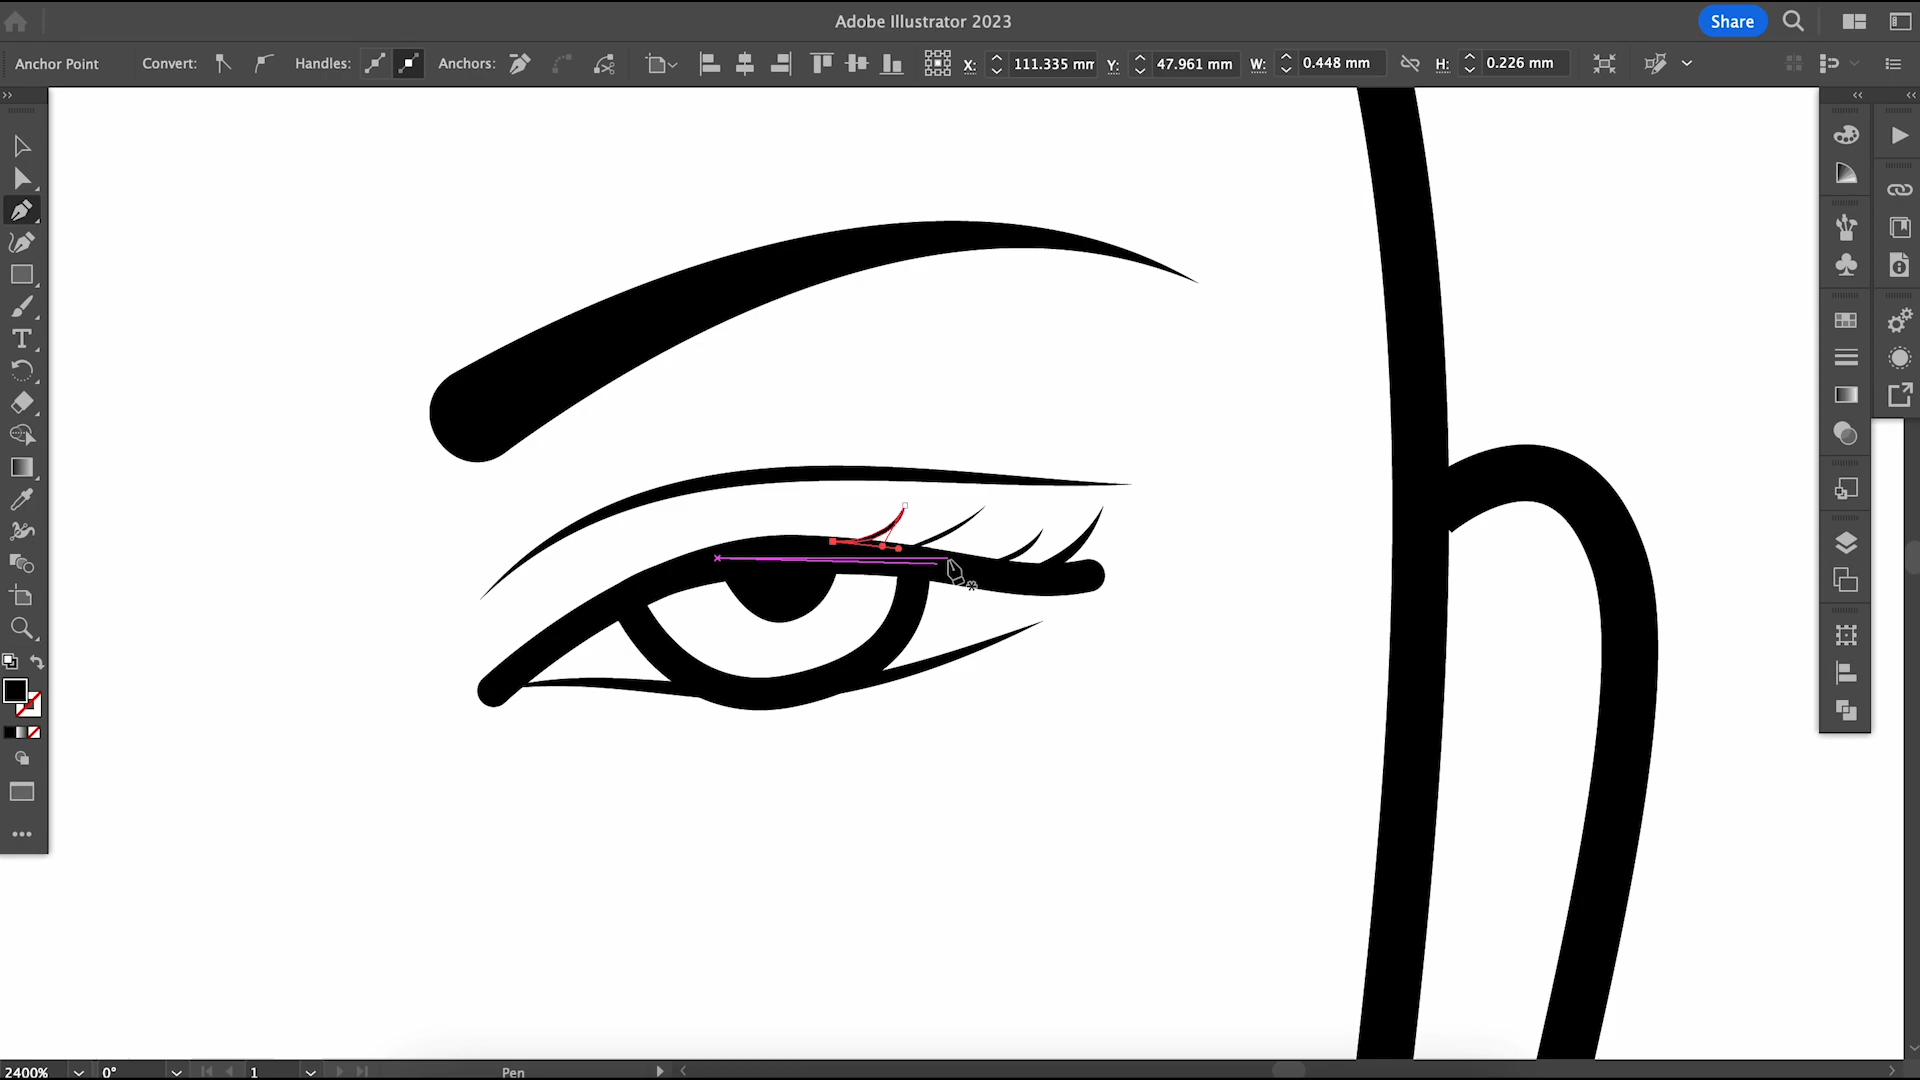 Adobe Illustrator 2023
Share
Anchor Point Convert: Handles: Anchors: X: 111.335 mm Y: 47.961 mm W: 0.448 mm H: 0.226 mm
2400% 0° 1 Pen